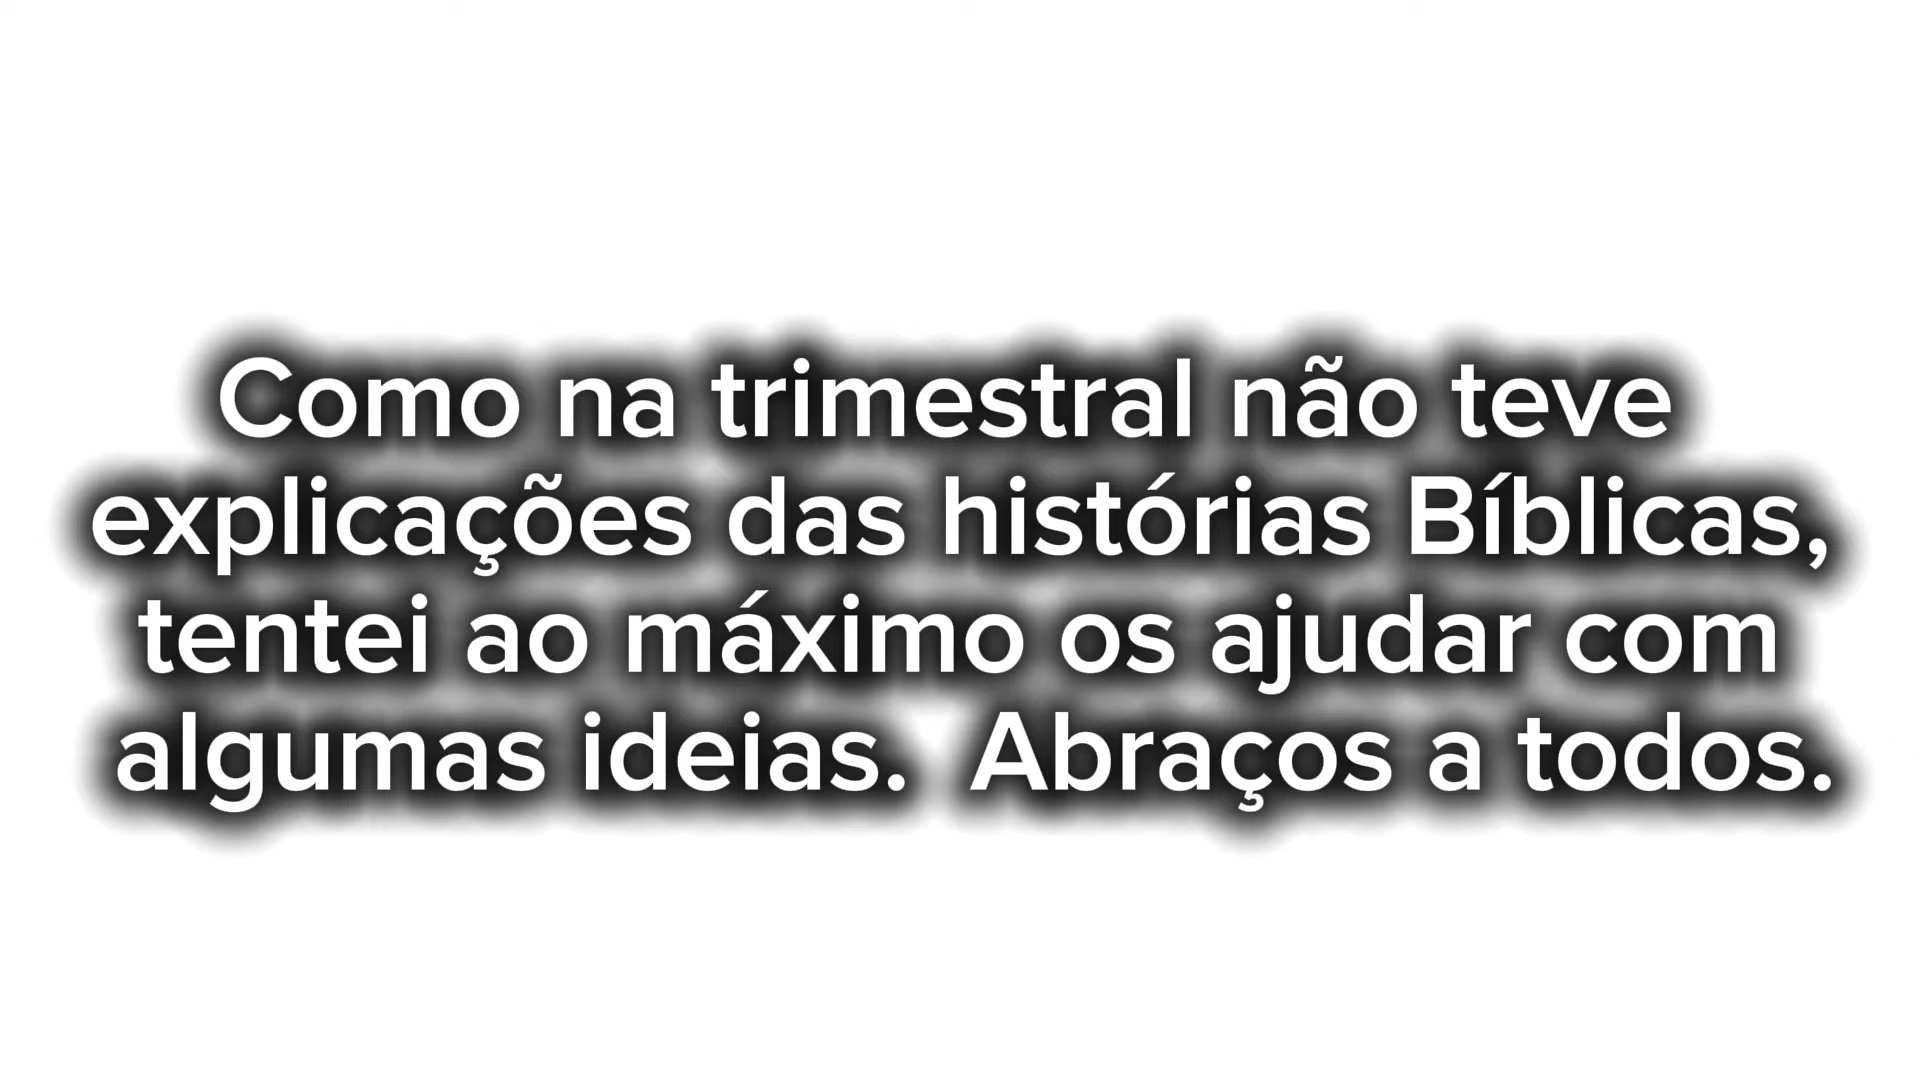 Como na trimestral não teve
explicações das histórias Bíblicas,
tentei ao máximo os ajudar com
algumas ideias.  Abraços a todos.